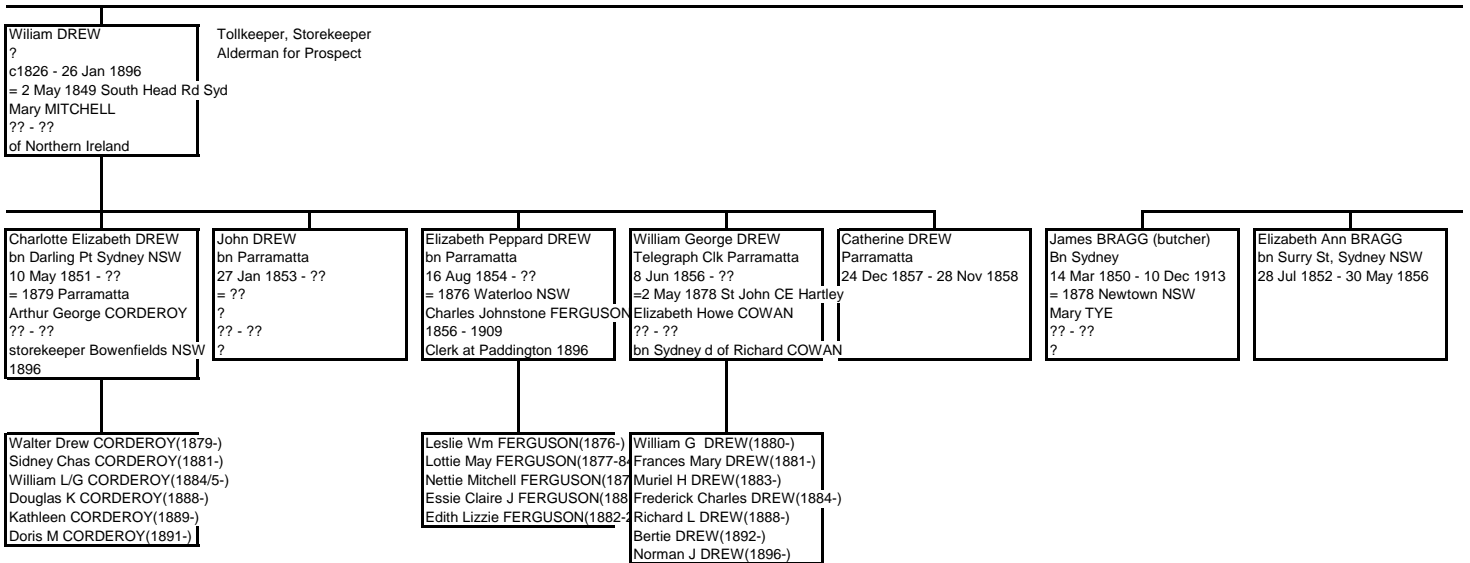 Wiliam DREW
?
c1826 - 26 Jan 1896
= 2 May 1849 South Head Rd Syd
Mary MITCHELL
?? - ??
of Northern Ireland
Tollkeeper, Storekeeper
Alderman for Prospect
Charlotte Elizabeth DREW
bn Darling Pt Sydney NSW
10 May 1851 - ??
= 1879 Parramatta
Arthur George CORDEROY
?? - ??
storekeeper Bowenfields NSW
1896
John DREW
bn Parramatta
27 Jan 1853 - ??
= ??
?
?? - ??
?
Elizabeth Peppard DREW
bn Parramatta
16 Aug 1854 - ??
= 1876 Waterloo NSW
Charles Johnstone FERGUSON
1856 - 1909
Clerk at Paddington 1896
William George DREW
Telegraph Clk Parramatta
8 Jun 1856 - ??
=2 May 1878 St John CE Hartley
Elizabeth Howe COWAN
?? - ??
bn Sydney d of Richard COWAN
Catherine DREW
Parramatta
24 Dec 1857 - 28 Nov 1858
James BRAGG (butcher)
Bn Sydney
14 Mar 1850 - 10 Dec 1913
= 1878 Newtown NSW
Mary TYE
?? - ??
?
Elizabeth Ann BRAGG
bn Surry St, Sydney NSW
28 Jul 1852 - 30 May 1856
Walter Drew CORDEROY(1879-)
Sidney Chas CORDEROY(1881-)
William L/G CORDEROY(1884/5-)
Douglas K CORDEROY(1888-)
Kathleen CORDEROY(1889-)
Doris M CORDEROY(1891-)
Leslie Wm FERGUSON(1876-)
Lottie May FERGUSON(1877-84
Nettie Mitchell FERGUSON(187
Essie Claire J FERGUSON(188
Edith Lizzie FERGUSON(1882-
William G DREW(1880-)
Frances Mary DREW(1881-)
Muriel H DREW(1883-)
Frederick Charles DREW(1884-)
Richard L DREW(1888-)
Bertie DREW(1892-)
Norman J DREW(1896-)